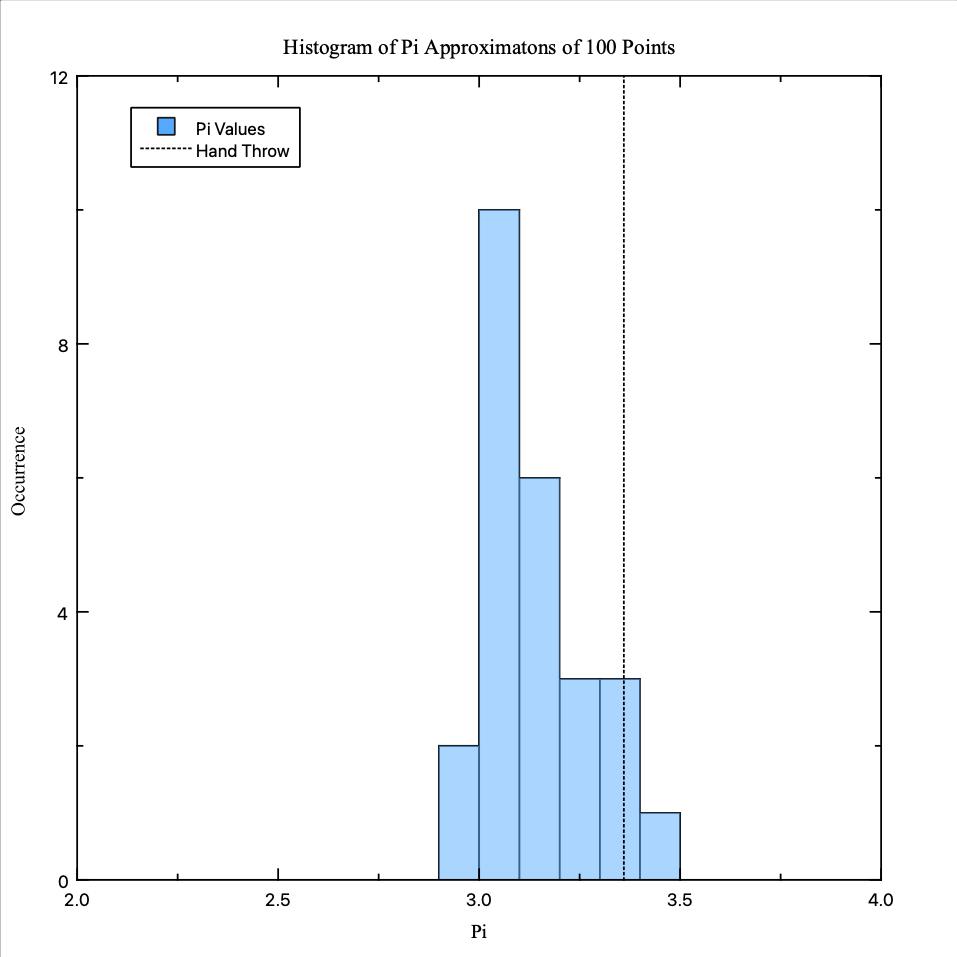 Histogram of Pi Approximatons of 100 Points
12
Pi Values
Hand Throw
8
Occurrence
4
0
2.0 2.5 3.0 3.5 4.0
Pi